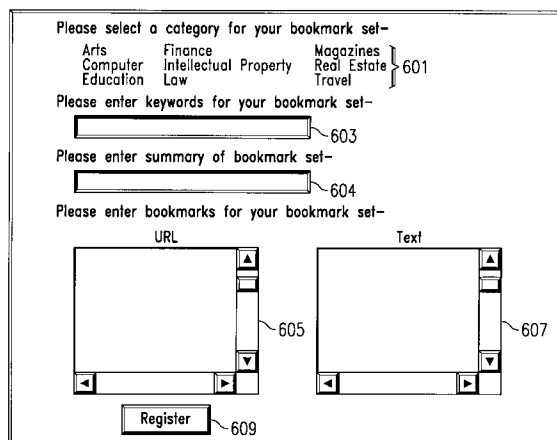 Please select a category for your bookmark set–
Arts Finance Magazines
Computer Intellectual Property Real Estate 601
Education Law Travel
Please enter keywords for your bookmark set–
603
Please enter summary of bookmark set–
604
Please enter bookmarks for your bookmark set–
URL Text
605 607
Register 609